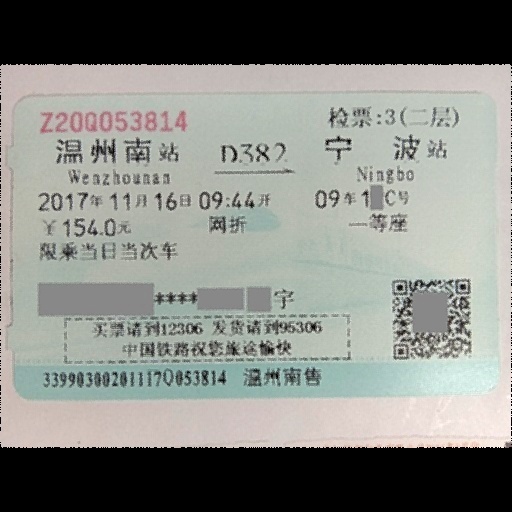 Z20Q053814 检票:3(二层)
温州南站 D382 宁波站
Wenzhounan Ningbo
2017年11月16日09:44开 09车1 C号
￥154.0元 网折 一等座
限乘当日当次车
**** 宇
买票请到12306 发货请到95306
中国铁路祝您旅途愉快
33990300201117Q053814 温州南售